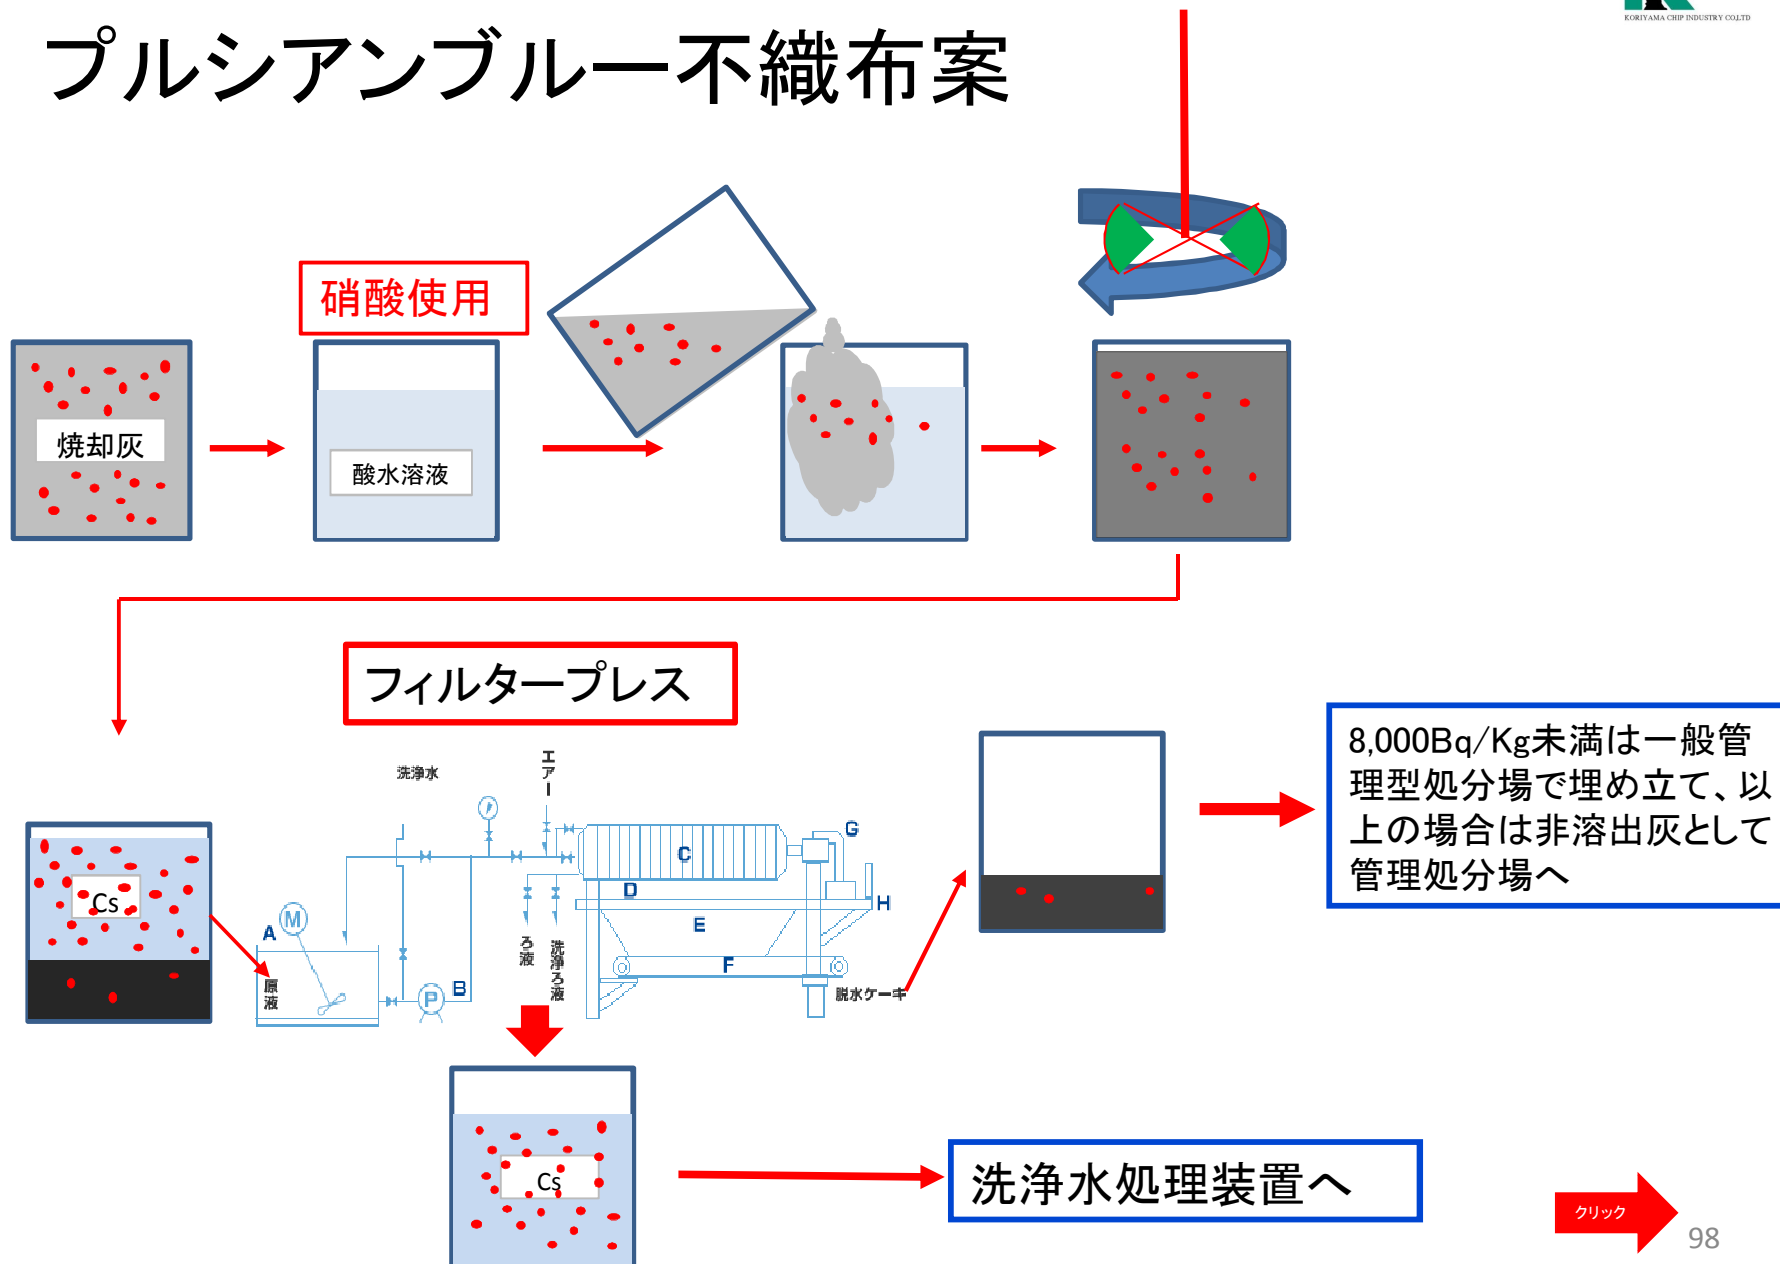 プルシアンブルー不織布案
KORIYAMA CHIP INDUSTRY CO,LTD
硝酸使用
焼却灰
酸水溶液
フィルタープレス
洗浄水
エアー
G
C
D
H
E
F
A
M
B
P
原液
ろ液
洗浄ろ液
脱水ケーキ
Cs
8,000Bq/Kg未満は一般管
理型処分場で埋め立て、以
上の場合は非溶出灰として
管理処分場へ
Cs
洗浄水処理装置へ
クリック
98